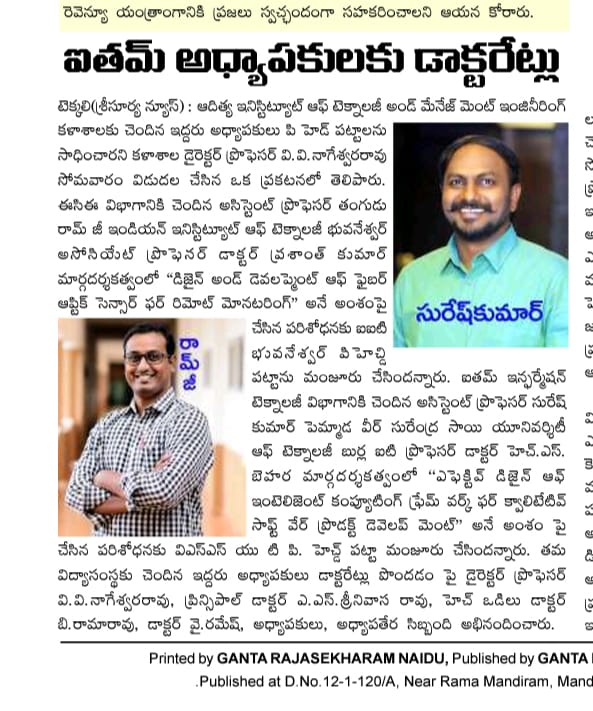 రెవెన్యూ యంత్రాంగానికి ప్రజలు స్వచ్ఛందంగా సహకరించాలని ఆయన కోరారు.
ఐతమ్ అధ్యాపకులకు డాక్టరేట్లు
టెక్కలి(శ్రీసూర్య న్యూస్) : ఆదిత్య ఇనిస్టిట్యూట్ ఆఫ్ టెక్నాలజీ అండ్ మేనేజ్ మెంట్ ఇంజినీరింగ్
కళాశాలకు చెందిన ఇద్దరు అధ్యాపకులు పి హెడ్ పట్టాలను
సాధించారని కళాశాల డైరెక్టర్ ప్రొఫెసర్ వి.వి.నాగేశ్వరరావు
సోమవారం విడుదల చేసిన ఒక ప్రకటనలో తెలిపారు.
ఈసిఈ విభాగానికి చెందిన అసిస్టెంట్ ప్రొఫెసర్ తంగుడు
రామ్ జీ ఇండియన్ ఇనిస్టిట్యూట్ ఆఫ్ టెక్నాలజీ భువనేశ్వర్
అసోసియేట్ ప్రొఫెసర్ డాక్టర్ ప్రశాంత్ కుమార్
మార్గదర్శకత్వంలో "డిజైన్ అండ్ డెవలప్మెంట్ ఆఫ్ ఫైబర్
ఆప్టిక్ సెన్సార్ ఫర్ రిమోట్ మోనటరింగ్" అనే అంశంపై
సురేష్‌కుమార్
రామ్ జీ
చేసిన పరిశోధనకు ఐఐటి
భువనేశ్వర్ పిహెచ్డి
పట్టాను మంజూరు చేసిందన్నారు. ఐతమ్ ఇన్ఫర్మేషన్
టెక్నాలజీ విభాగానికి చెందిన అసిస్టెంట్ ప్రొఫెసర్ సురేష్
కుమార్ పెమ్మాడ వీర్ సురేంద్ర సాయి యూనివర్శిటీ
ఆఫ్ టెక్నాలజీ బుర్ల ఐటి ప్రొఫెసర్ డాక్టర్ హెచ్.ఎస్.
బెహర మార్గదర్శకత్వంలో "ఎఫెక్టివ్ డిజైన్ ఆఫ్
ఇంటెలిజెంట్ కంప్యూటింగ్ ఫ్రేమ్ వర్క్ ఫర్ క్వాలిటేటివ్
సాఫ్ట్ వేర్ ప్రొడక్ట్ డెవెలప్ మెంట్" అనే అంశం పై
చేసిన పరిశోధనకు విఎస్ఎస్ యు టి పి. హెచ్డ్ పట్టా మంజూరు చేసిందన్నారు. తమ
విద్యాసంస్థకు చెందిన ఇద్దరు అధ్యాపకులు డాక్టరేట్లు పొందడం పై డైరెక్టర్ ప్రొఫెసర్
వి.వి.నాగేశ్వరరావు, ప్రిన్సిపాల్ డాక్టర్ ఎ.ఎస్.శ్రీనివాస రావు, హెచ్ ఒడిలు డాక్టర్
బి.రామారావు, డాక్టర్ వై.రమేష్, అధ్యాపకులు, అధ్యాపతేర సిబ్బంది అభినందించారు.
Printed by GANTA RAJASEKHARAM NAIDU, Published by GANTA
.Published at D.No.12-1-120/A, Near Rama Mandiram, Mand